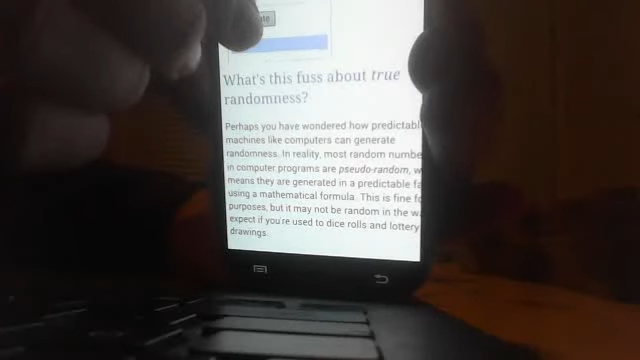 What's this fuss about true
randomness?
Perhaps you have wondered how predictabl
machines like computers can generate
randomness. In reality, most random numbe
in computer programs are pseudo-random, w
means they are generated in a predictable fa
using a mathematical formula. This is fine fo
purposes, but it may not be random in the wa
expect if you're used to dice rolls and lottery
drawings.